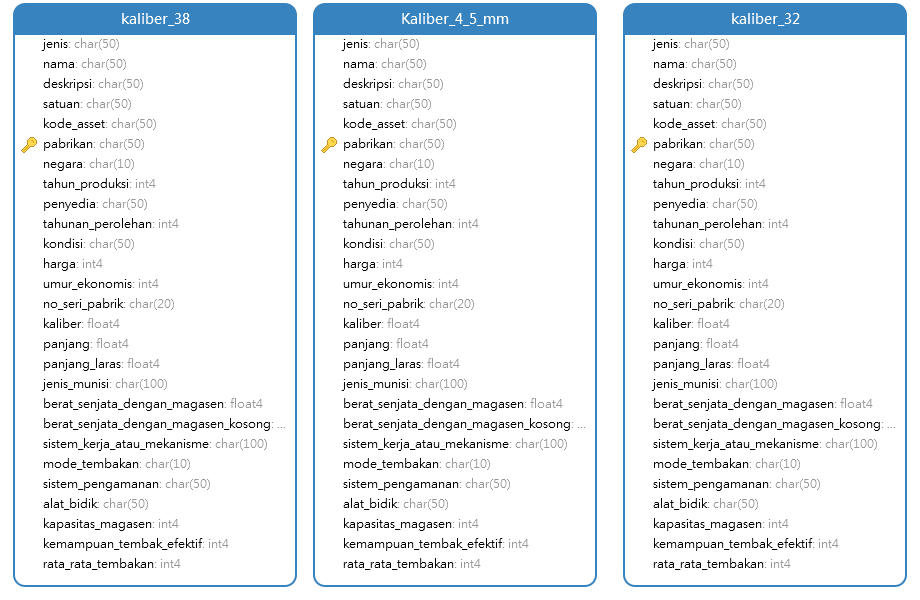 kaliber_38
jenis: char(50)
nama: char(50)
deskripsi: char(50)
satuan: char(50)
kode_asset: char(50)
pabrikan: char(50)
negara: char(10)
tahun_produksi: int4
penyedia: char(50)
tahunan_perolehan: int4
kondisi: char(50)
harga: int4
umur_ekonomis: int4
no_seri_pabrik: char(20)
kaliber: float4
panjang: float4
panjang_laras: float4
jenis_munisi: char(100)
berat_senjata_dengan_magasen: float4
berat_senjata_dengan_magasen_kosong: ...
sistem_kerja_atau_mekanisme: char(100)
mode_tembakan: char(10)
sistem_pengamanan: char(50)
alat_bidik: char(50)
kapasitas_magasen: int4
kemampuan_tembak_efektif: int4
rata_rata_tembakan: int4
Kaliber_4_5_mm
jenis: char(50)
nama: char(50)
deskripsi: char(50)
satuan: char(50)
kode_asset: char(50)
pabrikan: char(50)
negara: char(10)
tahun_produksi: int4
penyedia: char(50)
tahunan_perolehan: int4
kondisi: char(50)
harga: int4
umur_ekonomis: int4
no_seri_pabrik: char(20)
kaliber: float4
panjang: float4
panjang_laras: float4
jenis_munisi: char(100)
berat_senjata_dengan_magasen: float4
berat_senjata_dengan_magasen_kosong: ...
sistem_kerja_atau_mekanisme: char(100)
mode_tembakan: char(10)
sistem_pengamanan: char(50)
alat_bidik: char(50)
kapasitas_magasen: int4
kemampuan_tembak_efektif: int4
rata_rata_tembakan: int4
kaliber_32
jenis: char(50)
nama: char(50)
deskripsi: char(50)
satuan: char(50)
kode_asset: char(50)
pabrikan: char(50)
negara: char(10)
tahun_produksi: int4
penyedia: char(50)
tahunan_perolehan: int4
kondisi: char(50)
harga: int4
umur_ekonomis: int4
no_seri_pabrik: char(20)
kaliber: float4
panjang: float4
panjang_laras: float4
jenis_munisi: char(100)
berat_senjata_dengan_magasen: float4
berat_senjata_dengan_magasen_kosong: ...
sistem_kerja_atau_mekanisme: char(100)
mode_tembakan: char(10)
sistem_pengamanan: char(50)
alat_bidik: char(50)
kapasitas_magasen: int4
kemampuan_tembak_efektif: int4
rata_rata_tembakan: int4